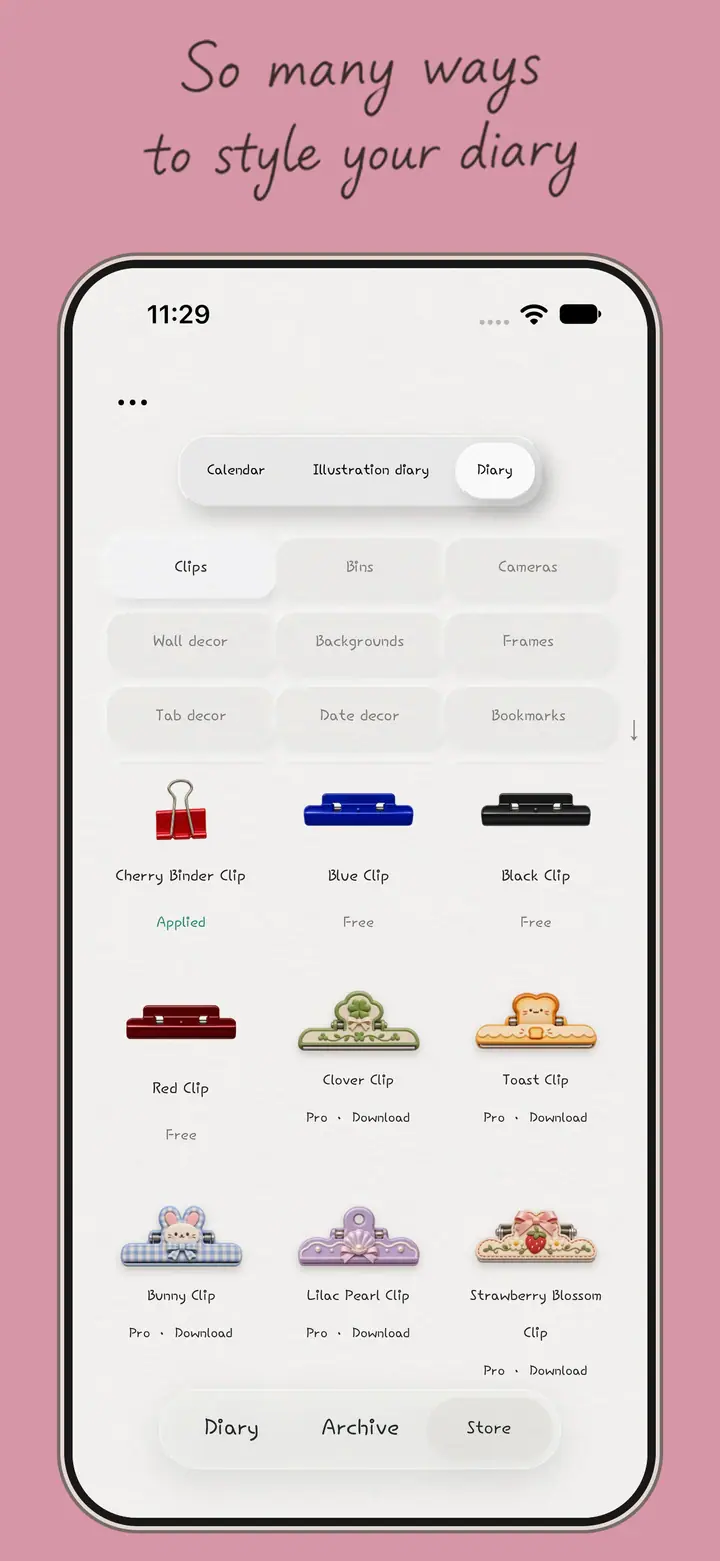 So many ways
to style your diary
11:29
Calendar Illustration diary Diary
Clips Bins Cameras
Wall decor Backgrounds Frames
Tab decor Date decor Bookmarks
↓
Cherry Binder Clip Blue Clip Black Clip
Applied Free Free
Red Clip Clover Clip Toast Clip
Free Pro · Download Pro · Download
Bunny Clip Lilac Pearl Clip Strawberry Blossom
Clip
Pro · Download Pro · Download Pro · Download
Diary Archive Store